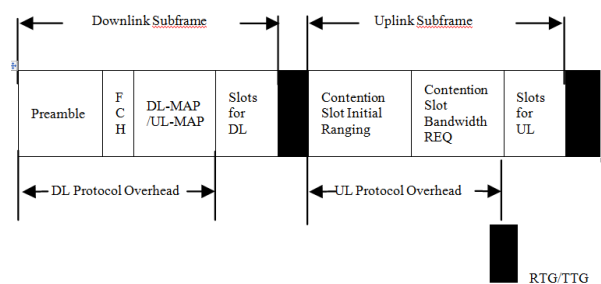 Downlink Subframe
Uplink Subframe
Preamble
F
C
H
DL-MAP
/UL-MAP
Slots
for
DL
Contention
Slot Initial
Ranging
Contention
Slot
Bandwidth
REQ
Slots
for
UL
DL Protocol Overhead
UL Protocol Overhead
RTG/TTG